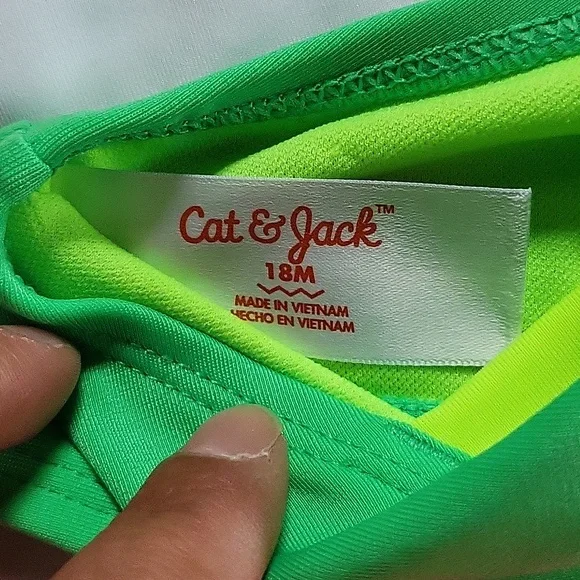 Cat & Jack™
18M
MADE IN VIETNAM
HECHO EN VIETNAM